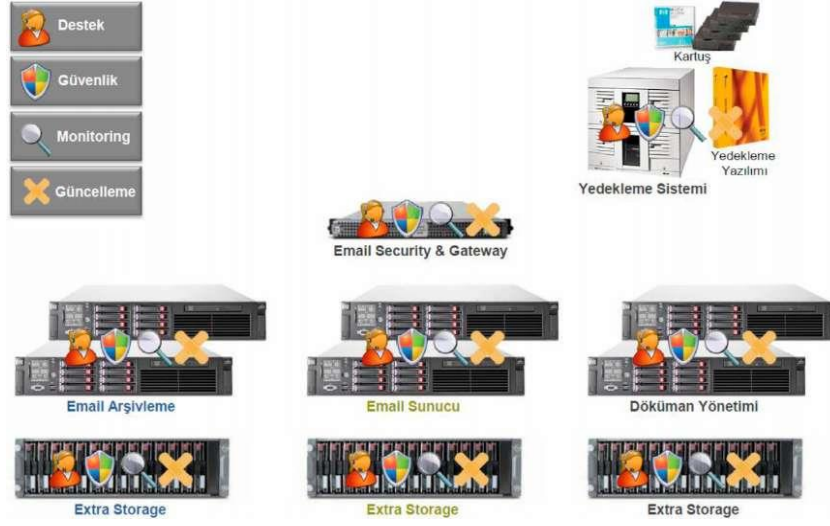 Destek
Güvenlik
Monitoring
Güncelleme
Kartuş
Yedekleme
Yazılımı
Yedekleme Sistemi
Email Security & Gateway
Email Arşivleme
Email Sunucu
Döküman Yönetimi
Extra Storage
Extra Storage
Extra Storage